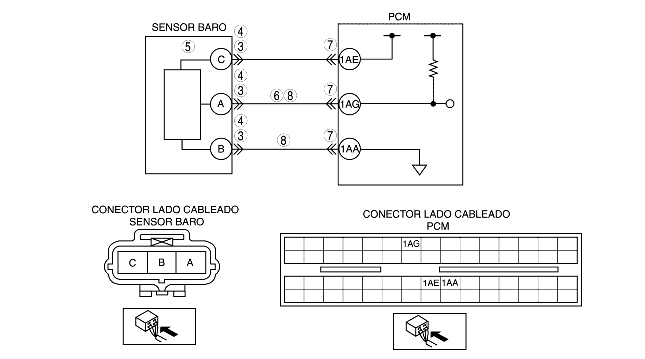 SENSOR BARO
PCM
4
5
3
7
C
1AE
4
3
6 8
7
A
1AG
4
3
8
7
B
1AA
CONECTOR LADO CABLEADO
SENSOR BARO
C B A
CONECTOR LADO CABLEADO
PCM
1AG
1AE 1AA